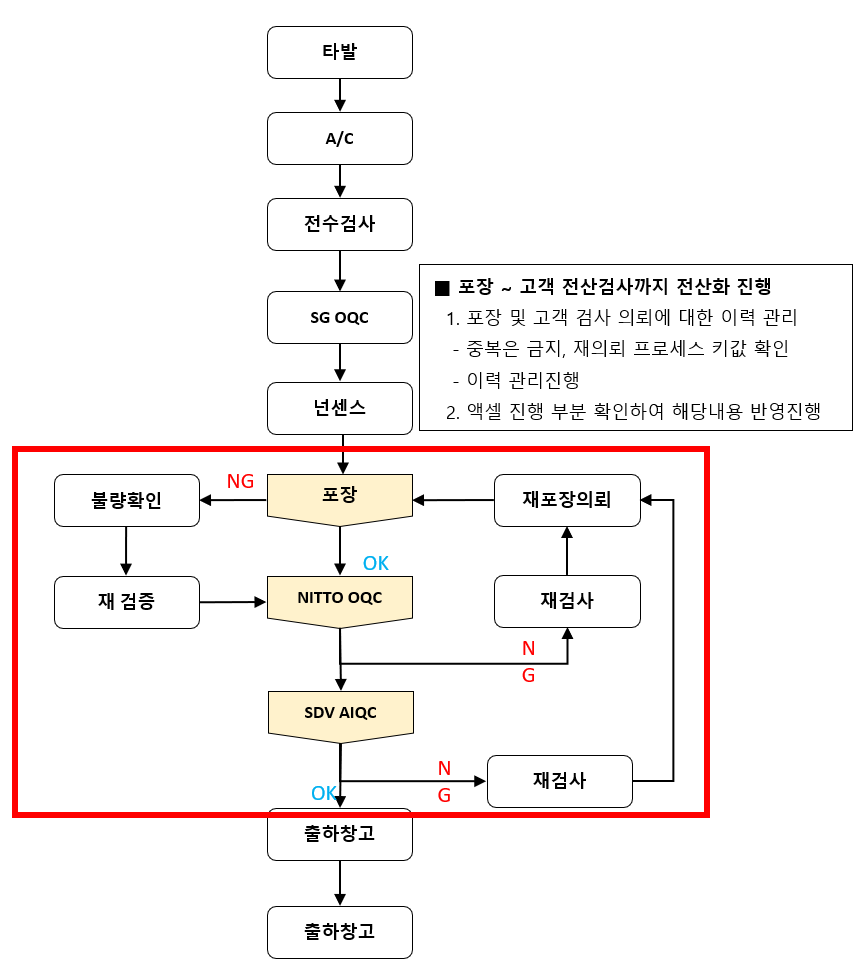 타발
A/C
전수검사
SG OQC
넌센스
■ 포장 ~ 고객 전산검사까지 전산화 진행
1. 포장 및 고객 검사 의뢰에 대한 이력 관리
- 중복은 금지, 재의뢰 프로세스 키값 확인
- 이력 관리진행
2. 액셀 진행 부분 확인하여 해당내용 반영진행
불량확인
NG
포장
재포장의뢰
OK
재 검증
NITTO OQC
재검사
N
G
SDV AIQC
OK
N
G
재검사
출하창고
출하창고